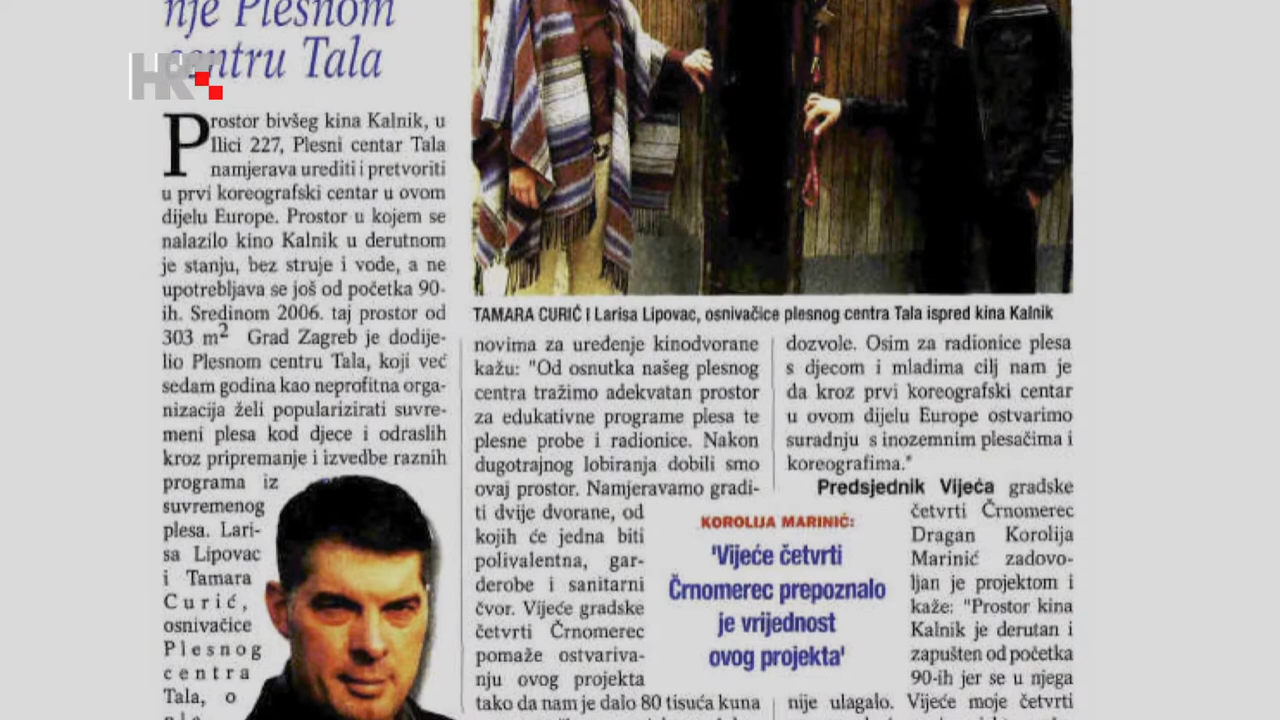 nje Plesnom
centru Tala
HRT
Prostor bivšeg kina Kalnik, u
Ilici 227, Plesni centar Tala
namjerava urediti i pretvoriti
u prvi koreografski centar u ovom
dijelu Europe. Prostor u kojem se
nalazilo kino Kalnik u derutnom
je stanju, bez struje i vode, a ne
upotrebljava se još od početka 90-
ih. Sredinom 2006. taj prostor od
303 m² Grad Zagreb je dodije-
lio Plesnom centru Tala, koji već
sedam godina kao neprofitna orga-
nizacija želi popularizirati suvre-
meni plesa kod djece i odraslih
kroz pripremanje i izvedbe raznih
programa iz
suvremenog
plesa. Lari-
sa Lipovac
i Tamara
Curić,
osnivačice
Plesnog
centra
Tala, o
TAMARA CURIĆ I Larisa Lipovac, osnivačice plesnog centra Tala ispred kina Kalnik
novima za uređenje kinodvorane
kažu: "Od osnutka našeg plesnog
centra tražimo adekvatan prostor
za edukativne programe plesa te
plesne probe i radionice. Nakon
dugotrajnog lobiranja dobili smo
ovaj prostor. Namjeravamo gradi-
ti dvije dvorane, od
kojih će jedna biti
polivalentna, gar-
derobe i sanitarni
čvor. Vijeće gradske
četvrti Črnomerec
pomaže ostvariva-
nju ovog projekta
tako da nam je dalo 80 tisuća kuna
KOROLIJA MARINIĆ:
'Vijeće četvrti
Črnomerec prepoznalo
je vrijednost
ovog projekta'
dozvole. Osim za radionice plesa
s djecom i mladima cilj nam je
da kroz prvi koreografski centar
u ovom dijelu Europe ostvarimo
suradnju s inozemnim plesačima i
koreografima."
Predsjednik Vijeća gradske
četvrti Črnomerec
Dragan Korolija
Marinić zadovo-
ljan je projektom i
kaže: "Prostor kina
Kalnik je derutan i
zapušten od početka
90-ih jer se u njega
nije ulagalo. Vijeće moje četvrti